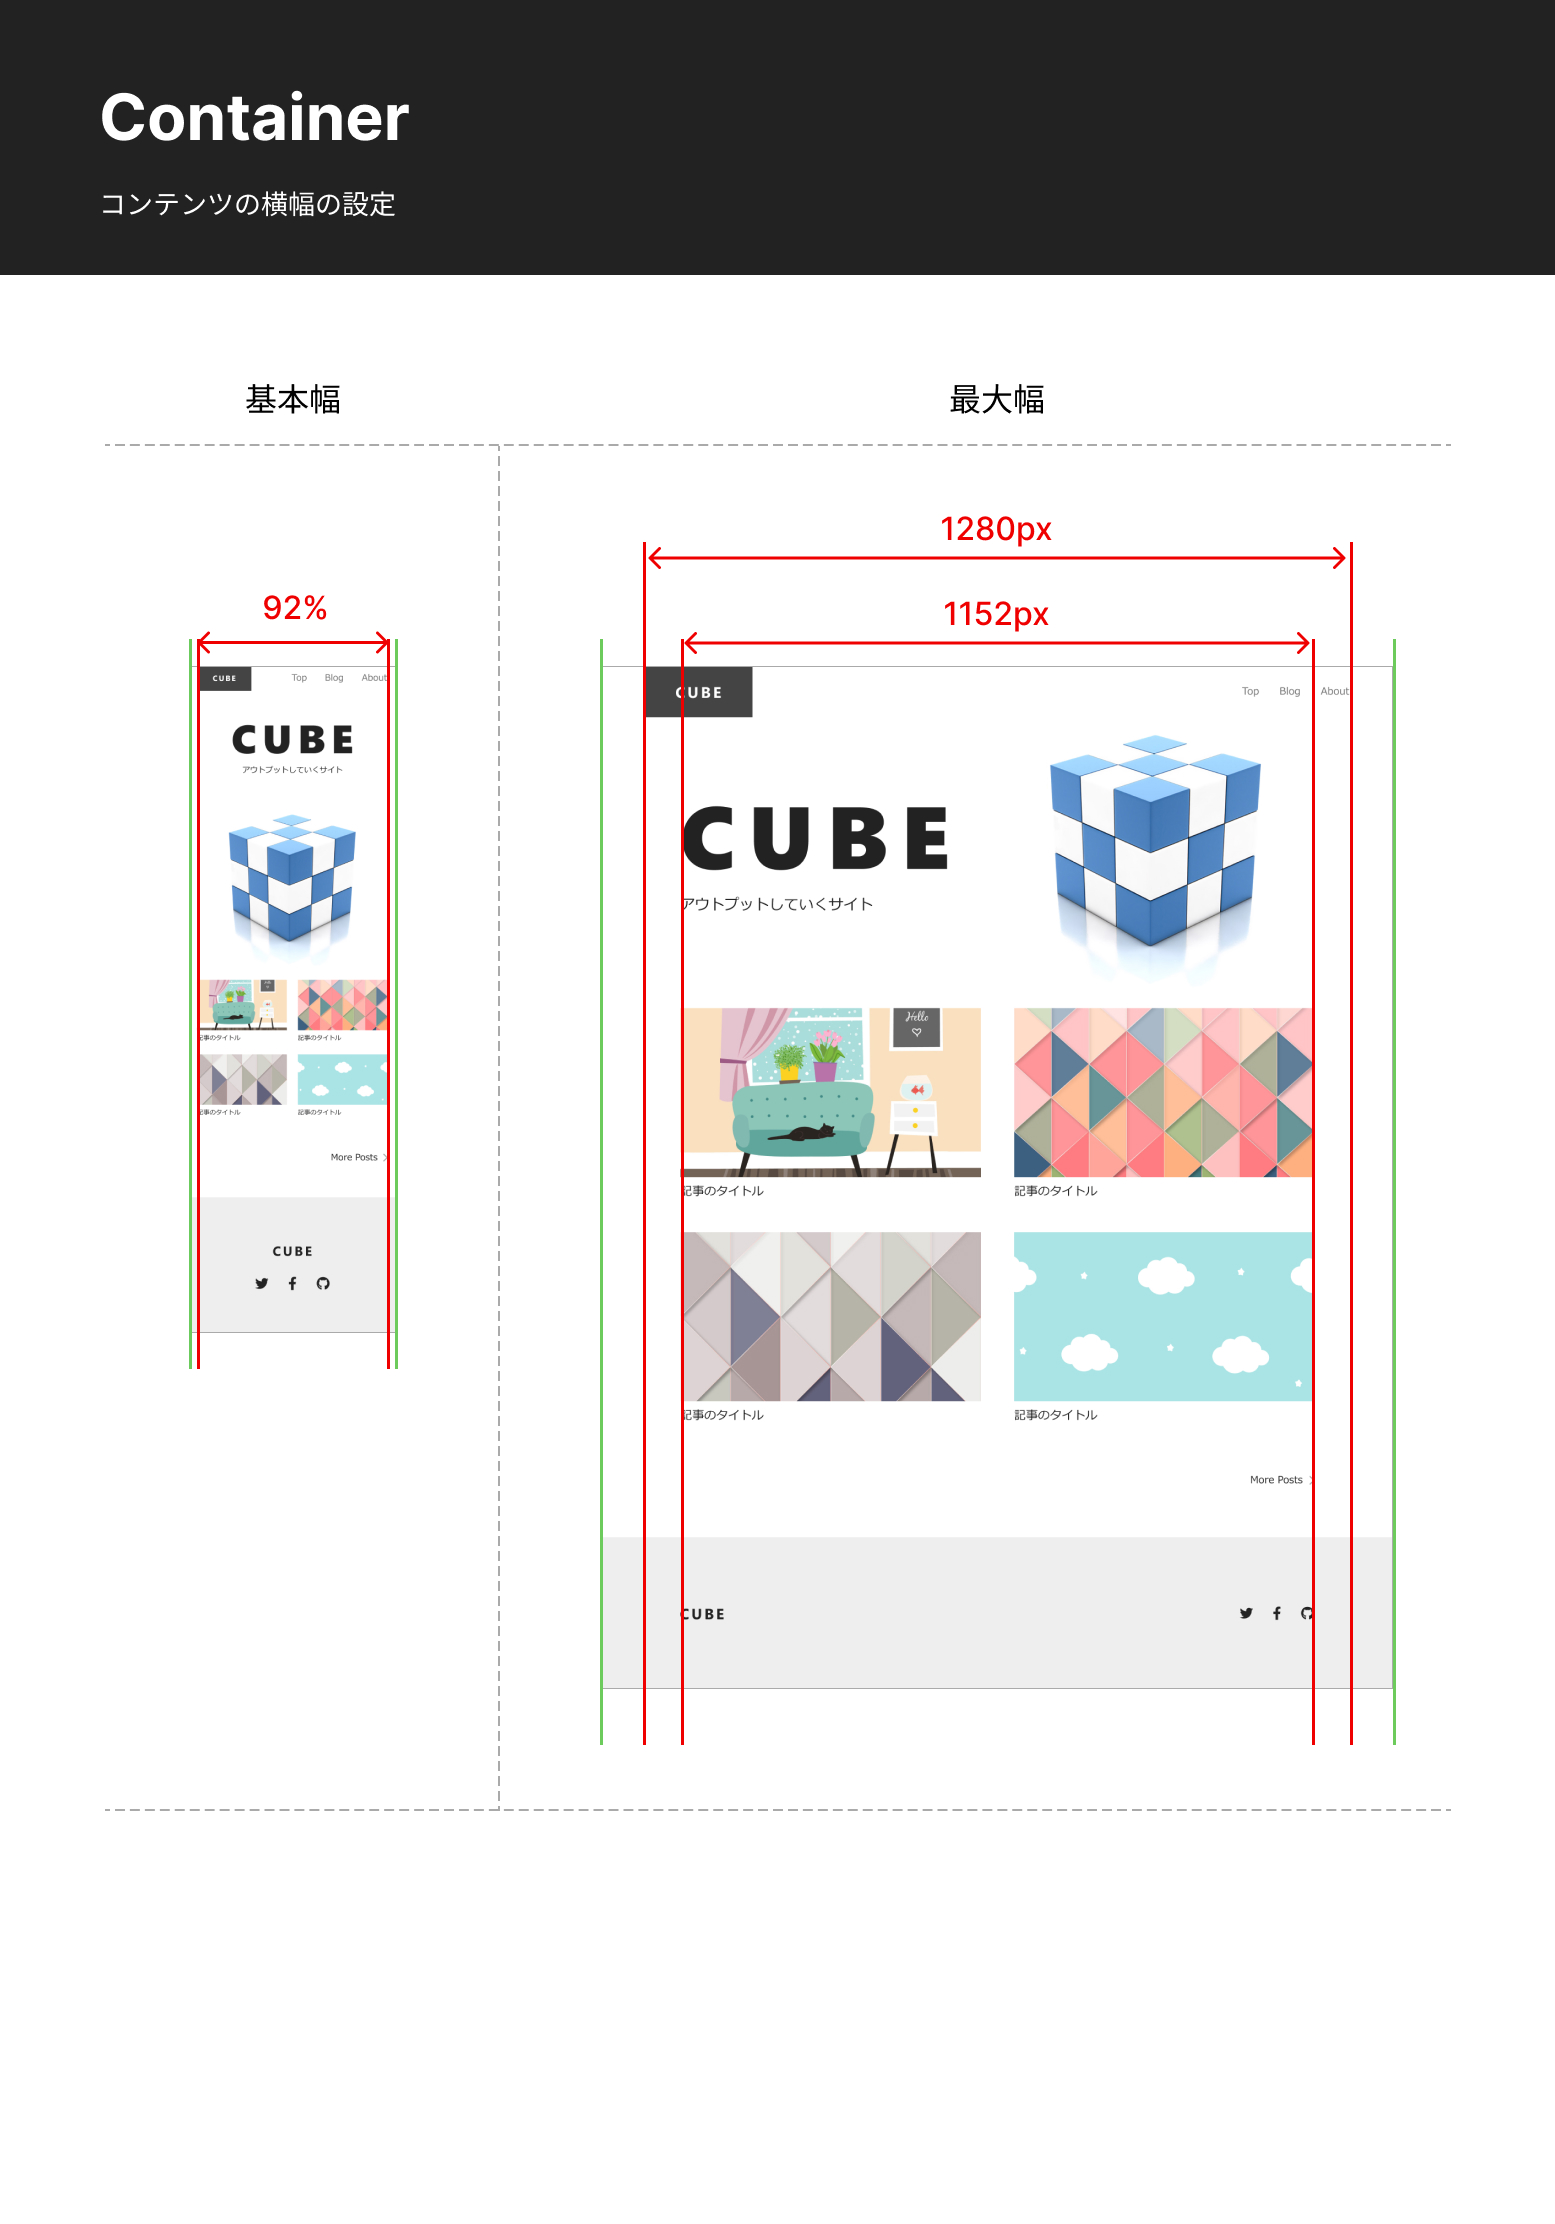 Container
コンテンツの横幅の設定
基本幅
最大幅
92%
CUBE Top Blog About
CUBE
アウトプットしていくサイト
記事のタイトル 記事のタイトル
記事のタイトル 記事のタイトル
More Posts
CUBE
1280px
1152px
CUBE Top Blog About
CUBE
アウトプットしていくサイト
Hello
記事のタイトル 記事のタイトル
記事のタイトル 記事のタイトル
More Posts
CUBE